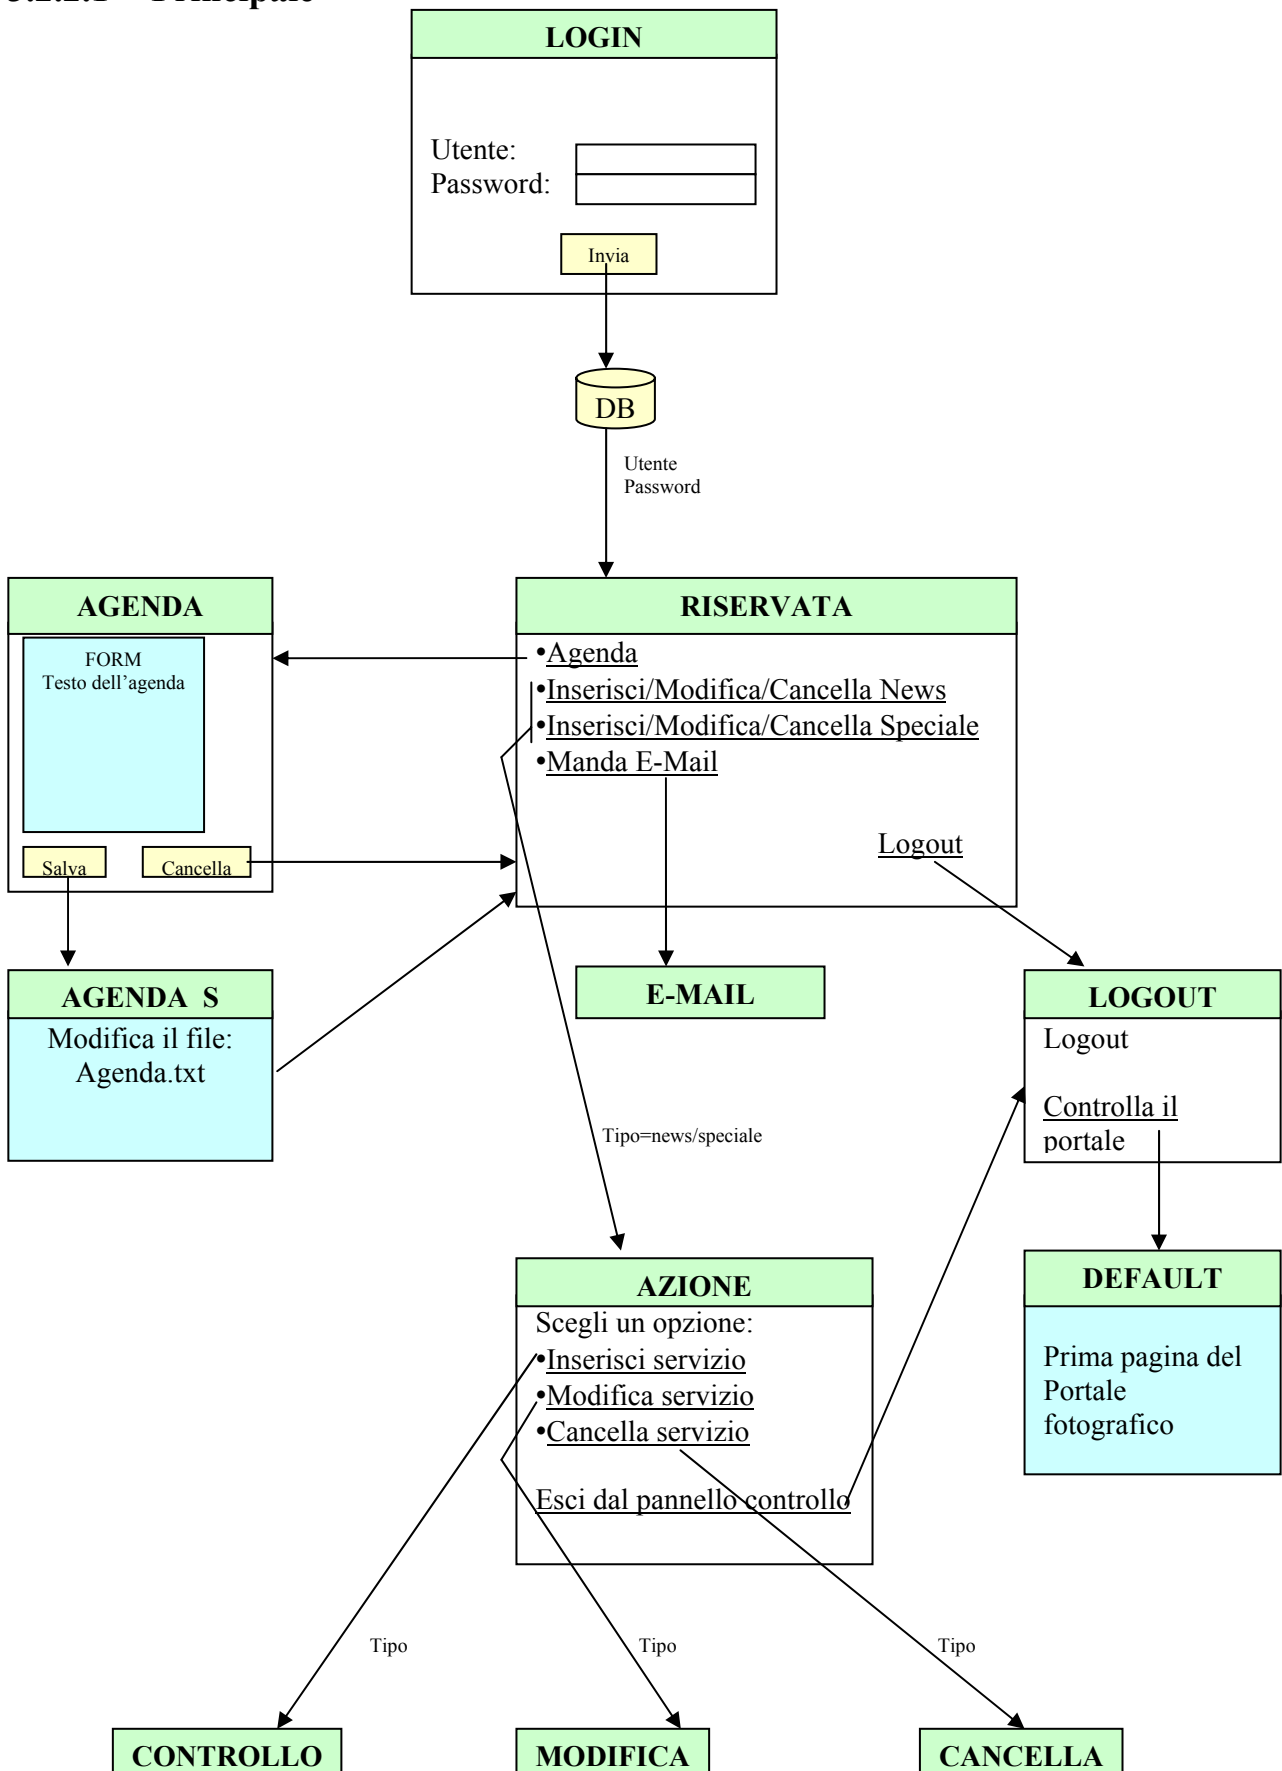 Principale
LOGIN
Utente:
Password:
Invia
DB
Utente
Password
AGENDA
FORM
Testo dell'agenda
Salva
Cancella
RISERVATA
•Agenda
•Inserisci/Modifica/Cancella News
•Inserisci/Modifica/Cancella Speciale
•Manda E-Mail
Logout
AGENDA S
Modifica il file:
Agenda.txt
E-MAIL
LOGOUT
Logout
Controlla il
portale
Tipo=news/speciale
AZIONE
Scegli un opzione:
•Inserisci servizio
•Modifica servizio
•Cancella servizio
Esci dal pannello controllo
DEFAULT
Prima pagina del
Portale
fotografico
Tipo
Tipo
Tipo
CONTROLLO
MODIFICA
CANCELLA